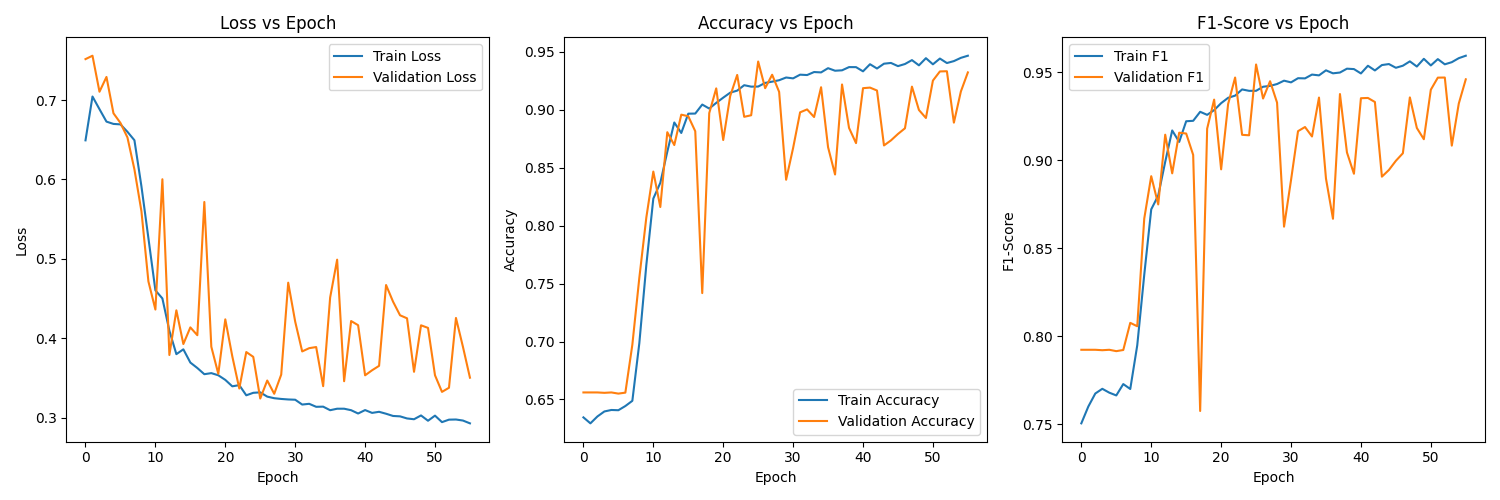 Loss vs Epoch
Train Loss
Validation Loss
0.7
0.6
0.5
0.4
0.3
Loss
0 10 20 30 40 50
Epoch
Accuracy vs Epoch
0.95
0.90
0.85
0.80
0.75
0.70
0.65
Accuracy
Train Accuracy
Validation Accuracy
0 10 20 30 40 50
Epoch
F1-Score vs Epoch
Train F1
Validation F1
0.95
0.90
0.85
0.80
0.75
F1-Score
0 10 20 30 40 50
Epoch